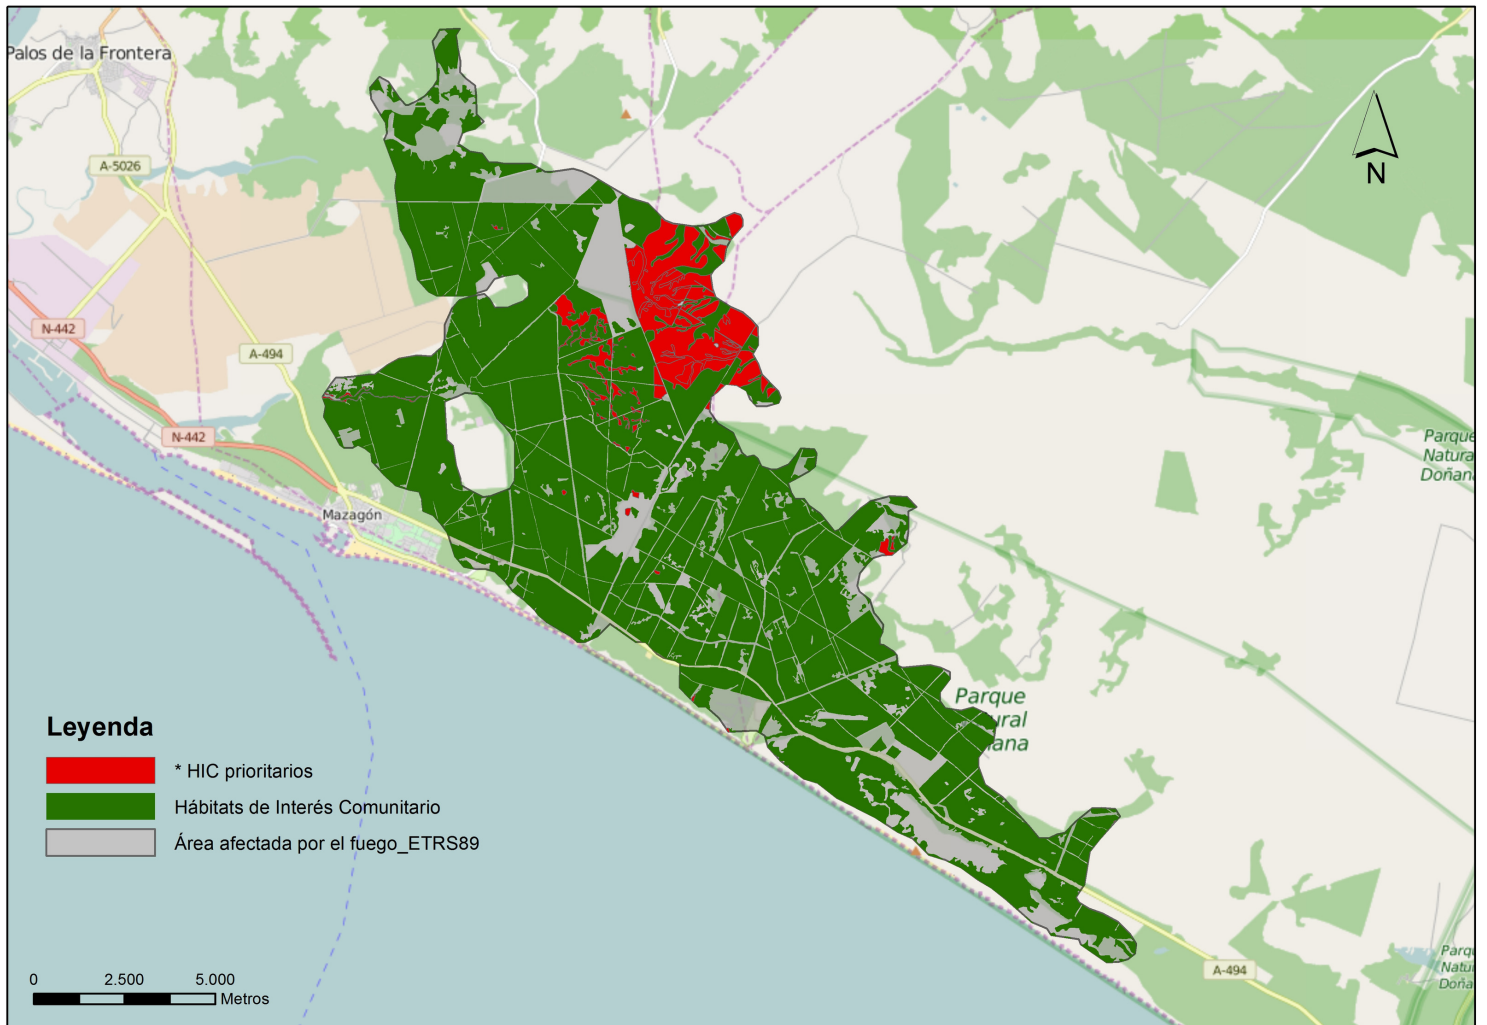 Palos de la Frontera
A-5026
N
N-442
A-494
N-442
Parque
Natura
Doñana
Mazagón
Parque
ural
ana
Leyenda
* HIC prioritarios
Hábitats de Interés Comunitario
Área afectada por el fuego_ETRS89
Parqu
Natu
Doña
A-494
0 2.500 5.000
Metros